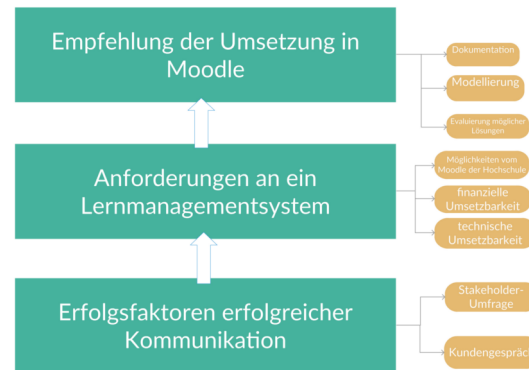 Empfehlung der Umsetzung in
Moodle
Dokumentation
Modellierung
Evaluierung möglicher
Lösungen
Anforderungen an ein
Lernmanagementsystem
Möglichkeiten vom
Moodle der Hochschule
finanzielle
Umsetzbarkeit
technische
Umsetzbarkeit
Erfolgsfaktoren erfolgreicher
Kommunikation
Stakeholder-
Umfrage
Kundengespräch